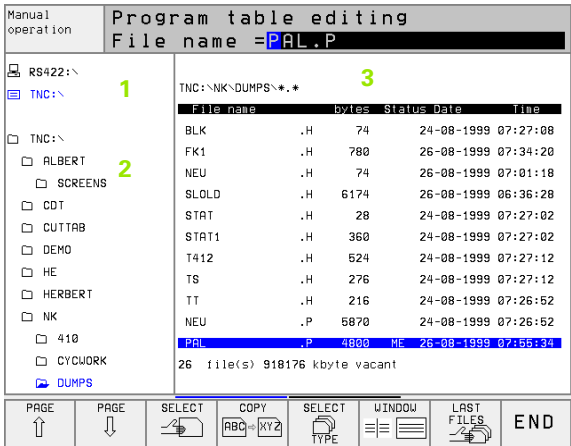 Manual
operation
Program table editing
File name =PAL.P
RS422:\
TNC:\
1
TNC:\
2
ALBERT
SCREENS
CDT
CUTTAB
DEMO
HE
HERBERT
NK
410
CYCWORK
DUMPS
3
TNC:\NK\DUMPS\*.*
File name bytes Status Date Time
BLK .H 74 24-08-1999 07:27:08
FK1 .H 780 26-08-1999 07:34:20
NEU .H 74 26-08-1999 07:01:18
SLOLD .H 6174 26-08-1999 06:36:28
STAT .H 28 24-08-1999 07:27:02
STAT1 .H 360 24-08-1999 07:27:02
T412 .H 524 24-08-1999 07:27:12
TS .H 276 24-08-1999 07:27:12
TT .H 216 24-08-1999 07:26:52
NEU .P 5870 24-08-1999 07:26:52
PAL .P 4800 ME 26-08-1999 07:55:34
26 file(s) 918176 kbyte vacant
PAGE
PAGE
SELECT
COPY
ABC XYZ
SELECT
TYPE
WINDOW
LAST
FILES
END